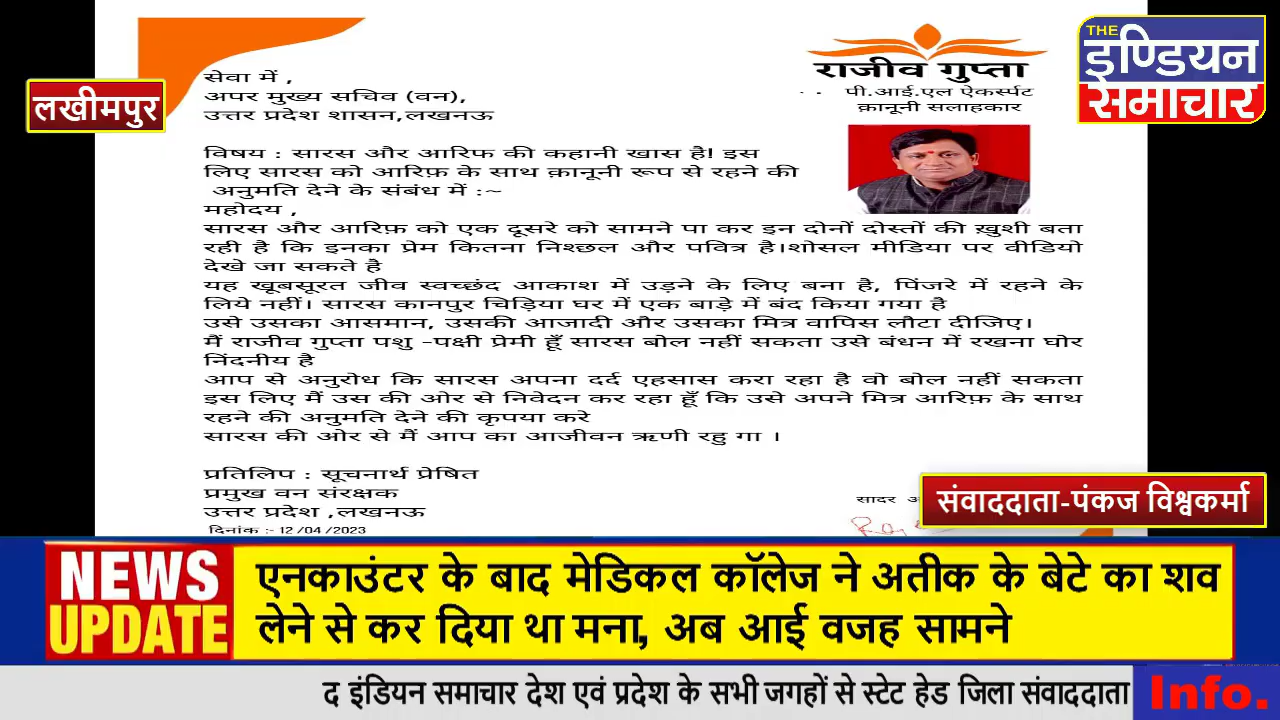 THE
इण्डियन
समाचार
लखीमपुर
राजीव गुप्ता
पी.आई.एल ऐकर्स्पट
क़ानूनी सलाहकार
सेवा में ,
अपर मुख्य सचिव (वन),
उत्तर प्रदेश शासन,लखनऊ
विषय : सारस और आरिफ की कहानी खास है! इस
लिए सारस को आरिफ़ के साथ क़ानूनी रूप से रहने की
अनुमति देने के संबंध में :~
महोदय ,
सारस और आरिफ़ को एक दूसरे को सामने पा कर इन दोनों दोस्तों की ख़ुशी बता
रही है कि इनका प्रेम कितना निश्छल और पवित्र है।शोसल मीडिया पर वीडियो
देखे जा सकते है
यह खूबसूरत जीव स्वच्छंद आकाश में उड़ने के लिए बना है, पिंजरे में रहने के
लिये नहीं। सारस कानपुर चिड़िया घर में एक बाड़े में बंद किया गया है
उसे उसका आसमान, उसकी आजादी और उसका मित्र वापिस लौटा दीजिए।
मैं राजीव गुप्ता पशु -पक्षी प्रेमी हूँ सारस बोल नहीं सकता उसे बंधन में रखना घोर
निंदनीय है
आप से अनुरोध कि सारस अपना दर्द एहसास करा रहा है वो बोल नहीं सकता
इस लिए मैं उस की ओर से निवेदन कर रहा हूँ कि उसे अपने मित्र आरिफ़ के साथ
रहने की अनुमति देने की कृपया करे
सारस की ओर से मैं आप का आजीवन ऋणी रहु गा ।
प्रतिलिप : सूचनार्थ प्रेषित
प्रमुख वन संरक्षक
उत्तर प्रदेश ,लखनऊ
दिनांक :- 12/04/2023
सादर
संवाददाता-पंकज विश्वकर्मा
NEWS
UPDATE
एनकाउंटर के बाद मेडिकल कॉलेज ने अतीक के बेटे का शव
लेने से कर दिया था मना, अब आई वजह सामने
द इंडियन समाचार देश एवं प्रदेश के सभी जगहों से स्टेट हेड जिला संवाददाता
Info.